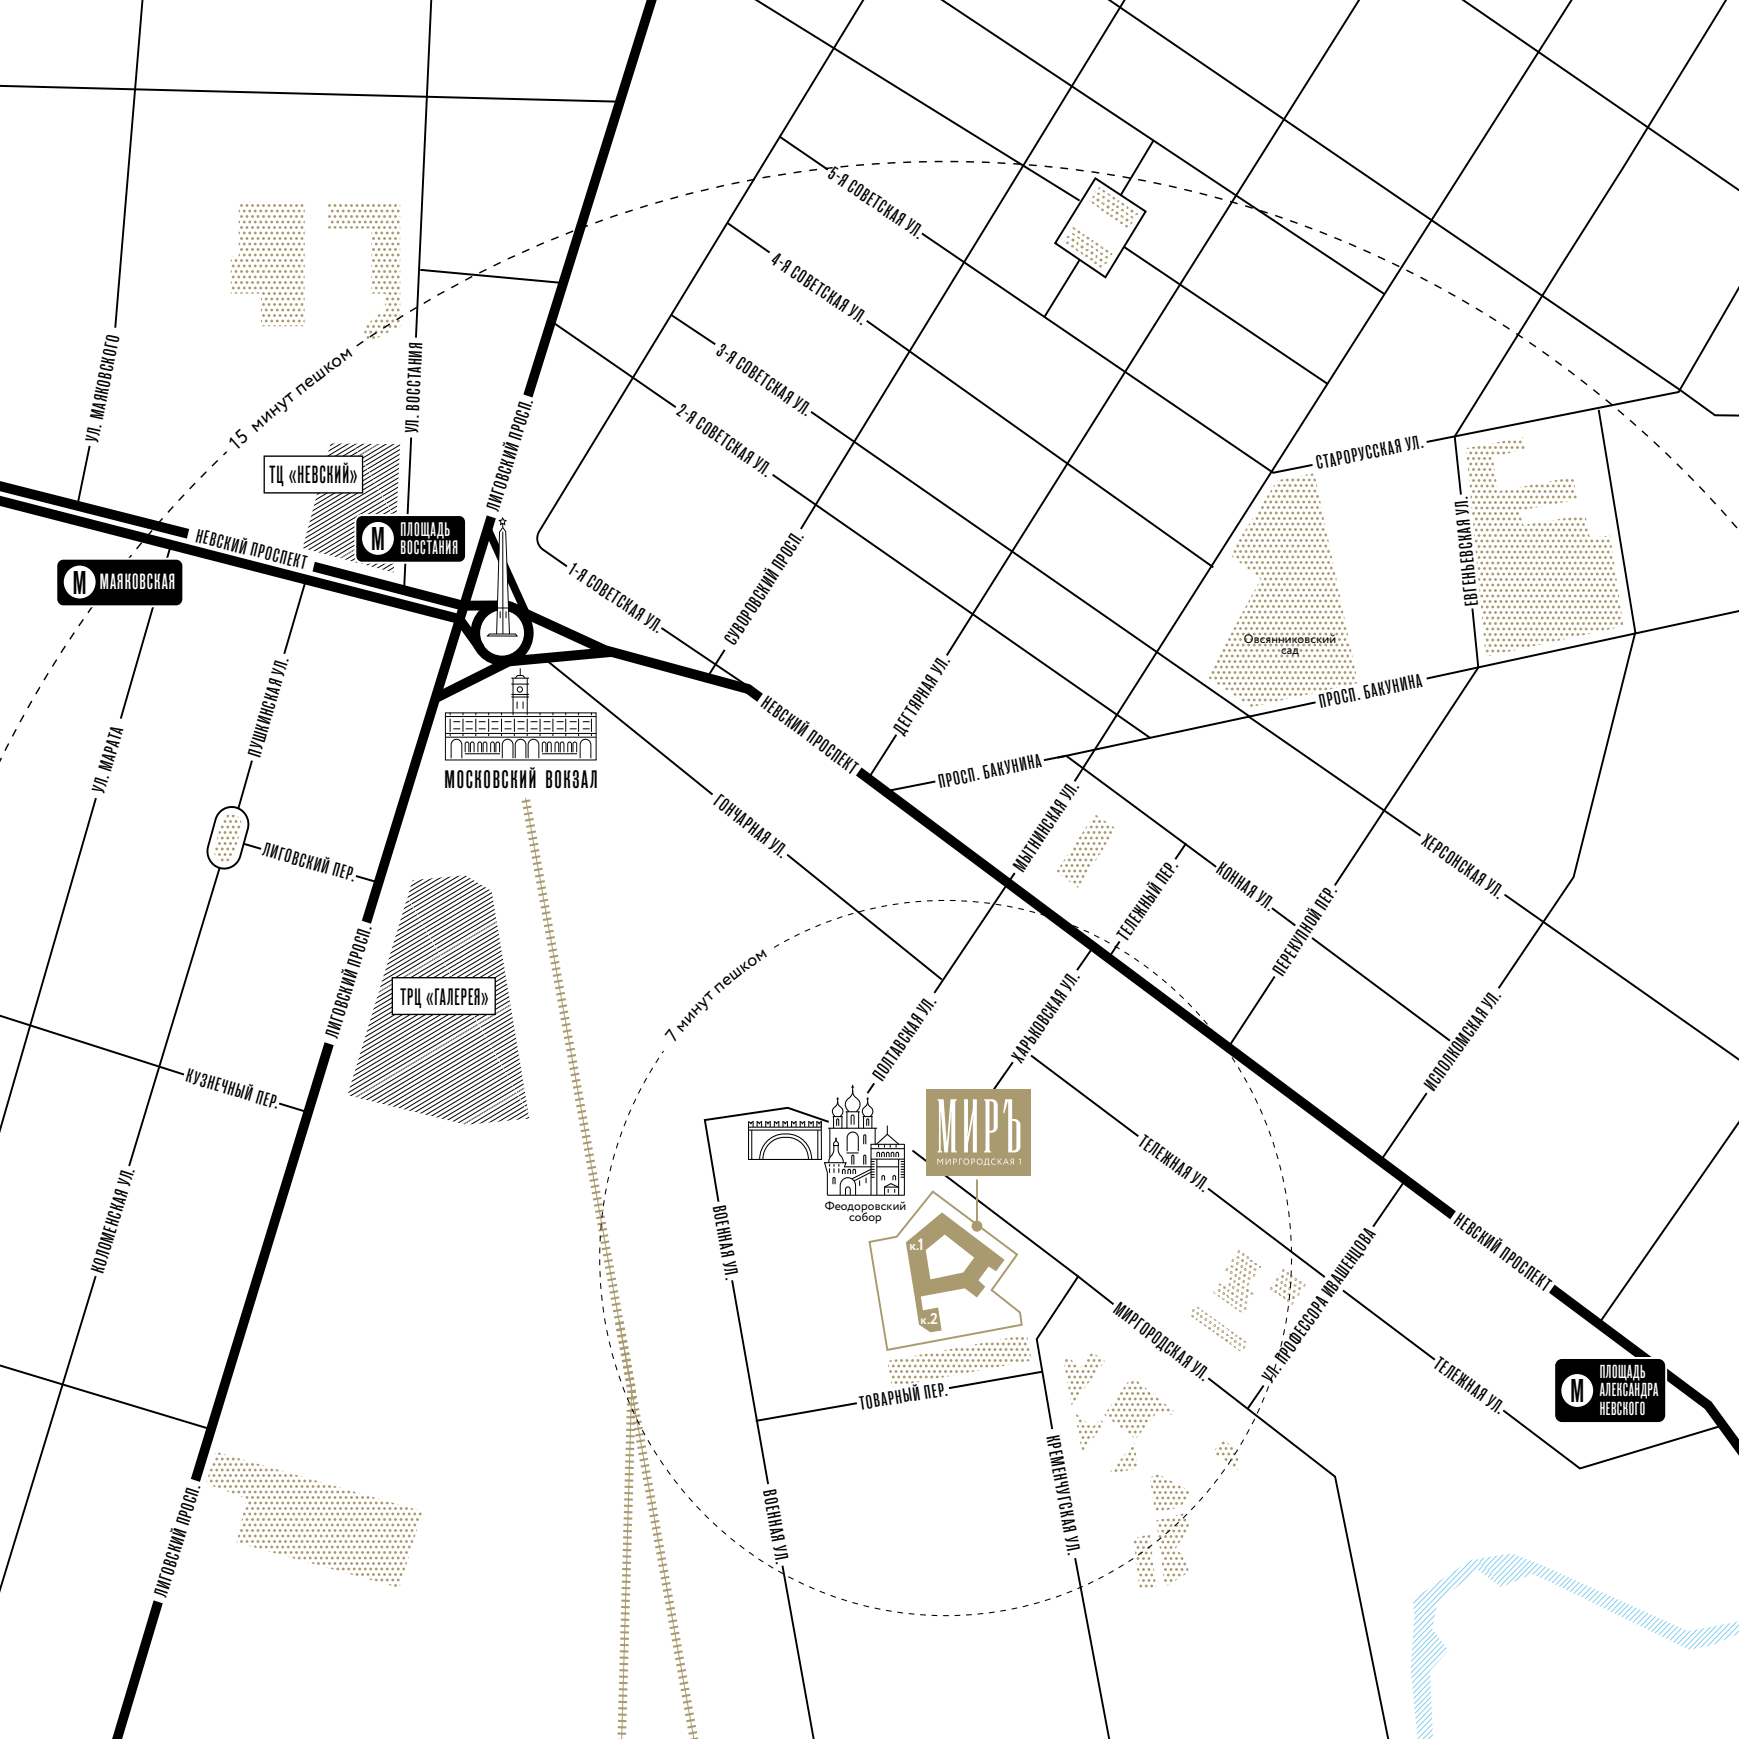 5-Я СОВЕТСКАЯ УЛ.
4-Я СОВЕТСКАЯ УЛ.
3-Я СОВЕТСКАЯ УЛ.
2-Я СОВЕТСКАЯ УЛ.
1-Я СОВЕТСКАЯ УЛ.
УЛ. МАЯКОВСКОГО
УЛ. ВОССТАНИЯ
15 минут пешком
ЛИГОВСКИЙ ПРОСП.
ТЦ «НЕВСКИЙ»
М
ПЛОЩАДЬ
ВОССТАНИЯ
НЕВСКИЙ ПРОСПЕКТ
М
МАЯКОВСКАЯ
СТАРОРУССКАЯ УЛ.
ЕВГЕНЬЕВСКАЯ УЛ.
СУВОРОВСКИЙ ПРОСП.
Овсянниковский
сад
ПРОСП. БАКУНИНА
ДЕГТЯРНАЯ УЛ.
ПУШКИНСКАЯ УЛ.
УЛ. МАРАТА
НЕВСКИЙ ПРОСПЕКТ
МОСКОВСКИЙ ВОКЗАЛ
ПРОСП. БАКУНИНА
ГОНЧАРНАЯ УЛ.
МЫТНИНСКАЯ УЛ.
ЛИГОВСКИЙ ПЕР.
ХЕРСОНСКАЯ УЛ.
КОННАЯ УЛ.
ТЕЛЕЖНЫЙ ПЕР.
ПЕРЕКУПНОЙ ПЕР.
ЛИГОВСКИЙ ПРОСП.
ТРЦ «ГАЛЕРЕЯ»
7 минут пешком
ПОЛТАВСКАЯ УЛ.
ХАРЬКОВСКАЯ УЛ.
ИСПОЛКОМСКАЯ УЛ.
КУЗНЕЧНЫЙ ПЕР.
МИРЪ
МИРГОРОДСКАЯ 1
ТЕЛЕЖНАЯ УЛ.
КОЛОМЕНСКАЯ УЛ.
ВОЕННАЯ УЛ.
Феодоровский
собор
к.1
к.2
НЕВСКИЙ ПРОСПЕКТ
УЛ. ПРОФЕССОРА ИВАШЕНЦОВА
МИРГОРОДСКАЯ УЛ.
ТЕЛЕЖНАЯ УЛ.
М
ПЛОЩАДЬ
АЛЕКСАНДРА
НЕВСКОГО
ТОВАРНЫЙ ПЕР.
КРЕМЕНЧУГСКАЯ УЛ.
ВОЕННАЯ УЛ.
ЛИГОВСКИЙ ПРОСП.